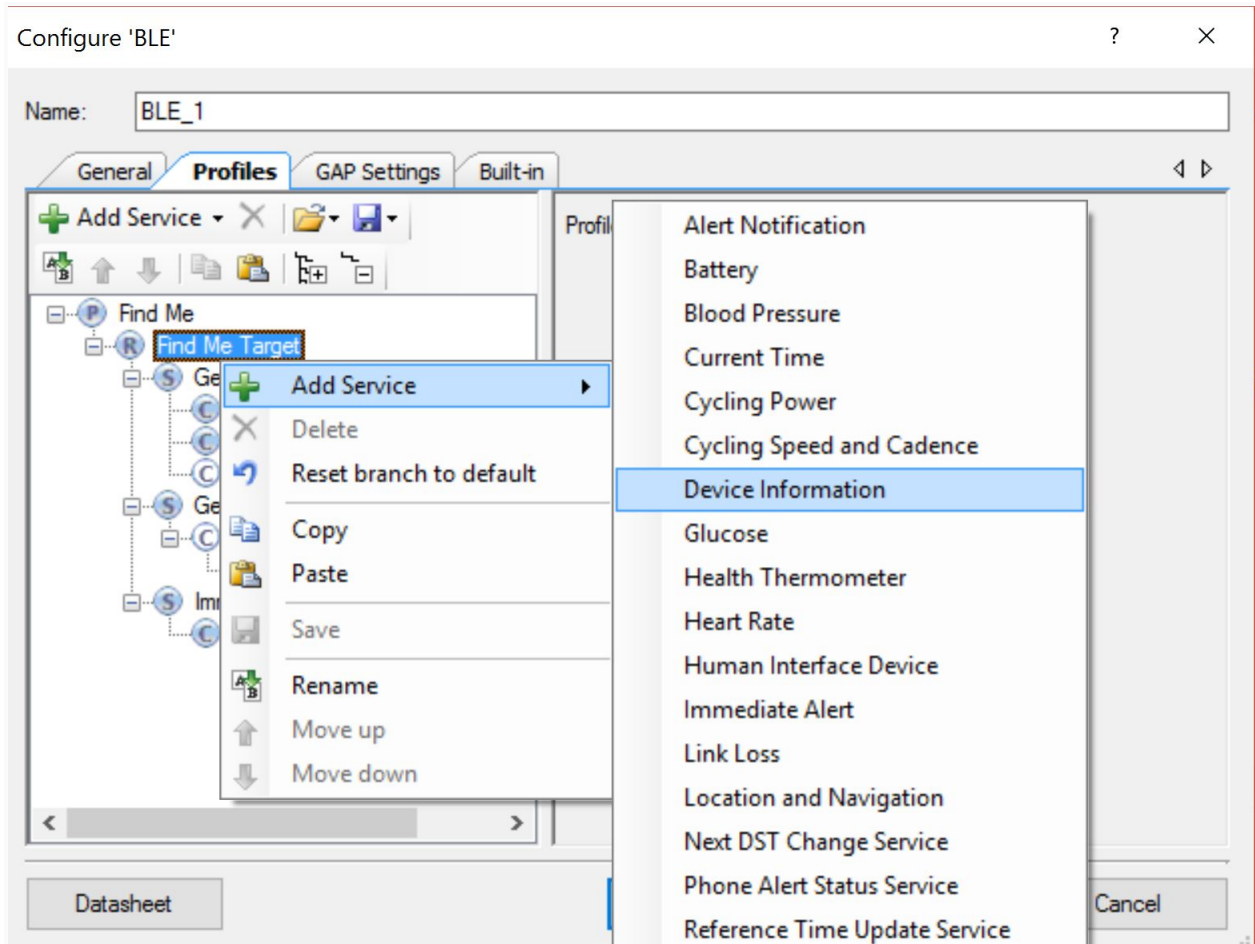 Configure 'BLE'
?
Name: BLE_1
General Profiles GAP Settings Built-in
Add Service
Profil
Find Me
Find Me Target
Ge
Ge
Imm
Add Service
Delete
Reset branch to default
Copy
Paste
Save
Rename
Move up
Move down
Alert Notification
Battery
Blood Pressure
Current Time
Cycling Power
Cycling Speed and Cadence
Device Information
Glucose
Health Thermometer
Heart Rate
Human Interface Device
Immediate Alert
Link Loss
Location and Navigation
Next DST Change Service
Phone Alert Status Service
Reference Time Update Service
Datasheet
Cancel